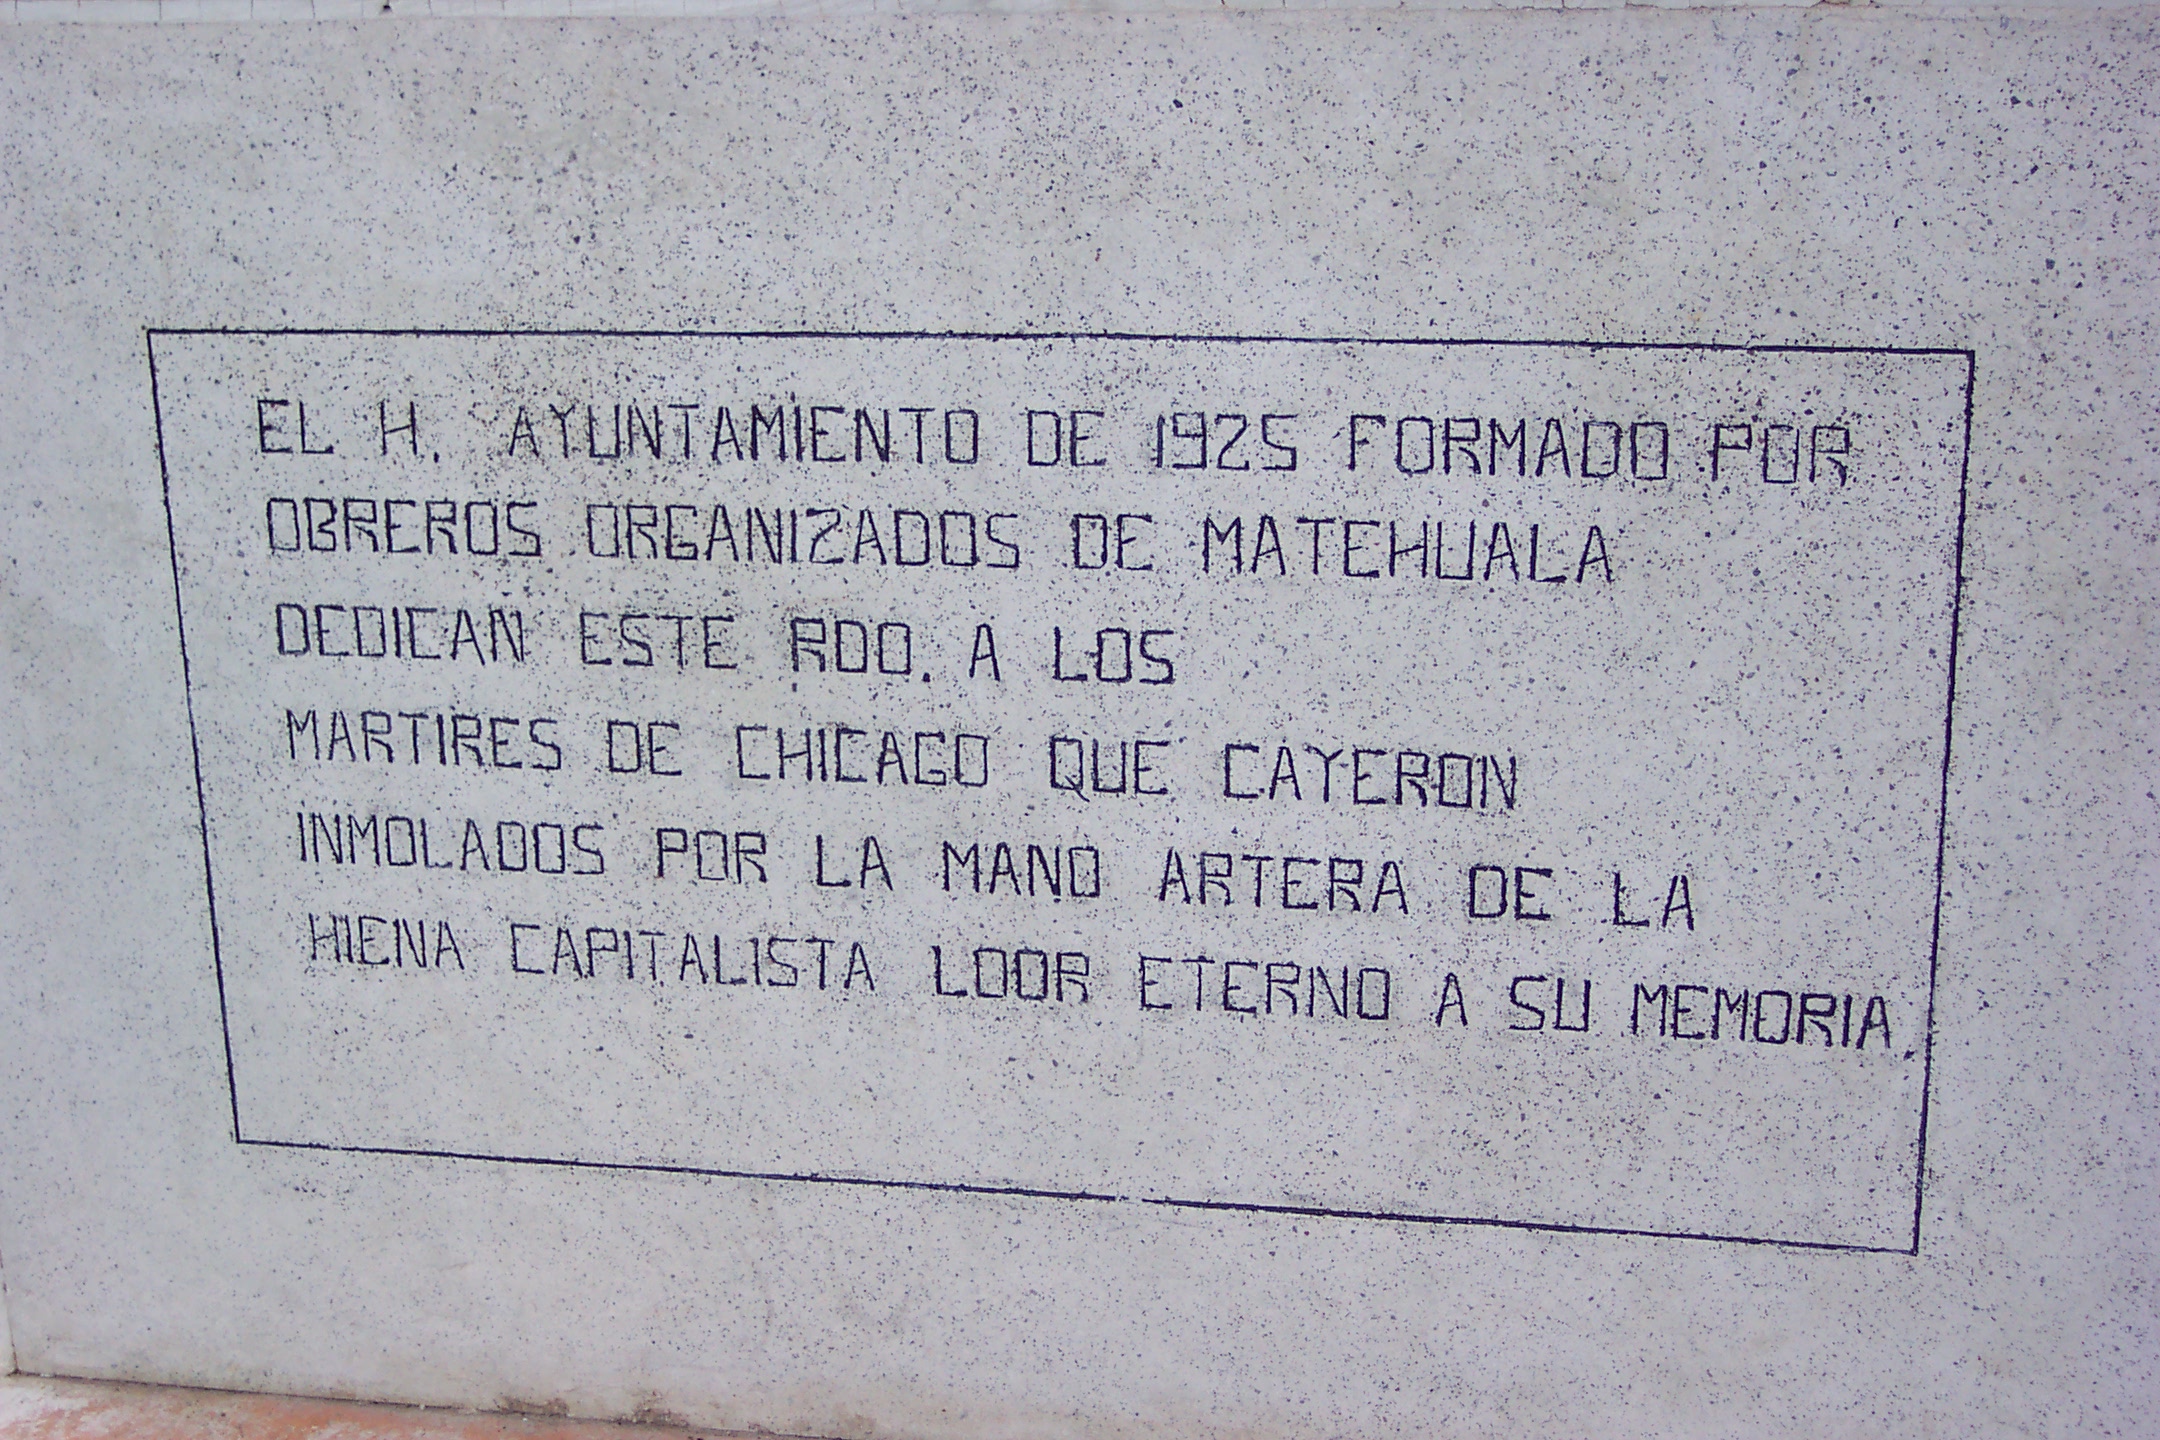 EL H. AYUNTAMIENTO DE 1925 FORMADO POR
OBREROS ORGANIZADOS DE MATEHUALA
DEDICAN ESTE RDO. A LOS
MARTIRES DE CHICAGO QUE CAYERON
INMOLADOS POR LA MANO ARTERA DE LA
HIENA CAPITALISTA LOOR ETERNO A SU MEMORIA.